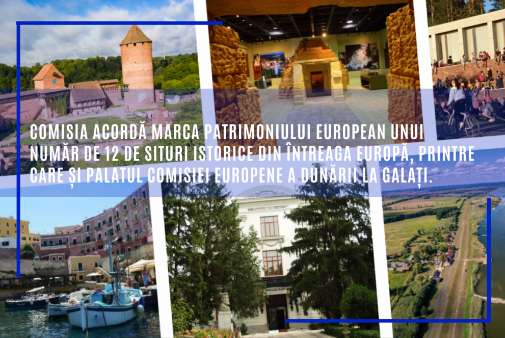 COMISIA ACORDĂ MARCA PATRIMONIULUI EUROPEAN UNUI
NUMĂR DE 12 DE SITURI ISTORICE DIN ÎNTREAGA EUROPĂ, PRINTRE
CARE ȘI PALATUL COMISIEI EUROPENE A DUNĂRII LA GALAȚI.